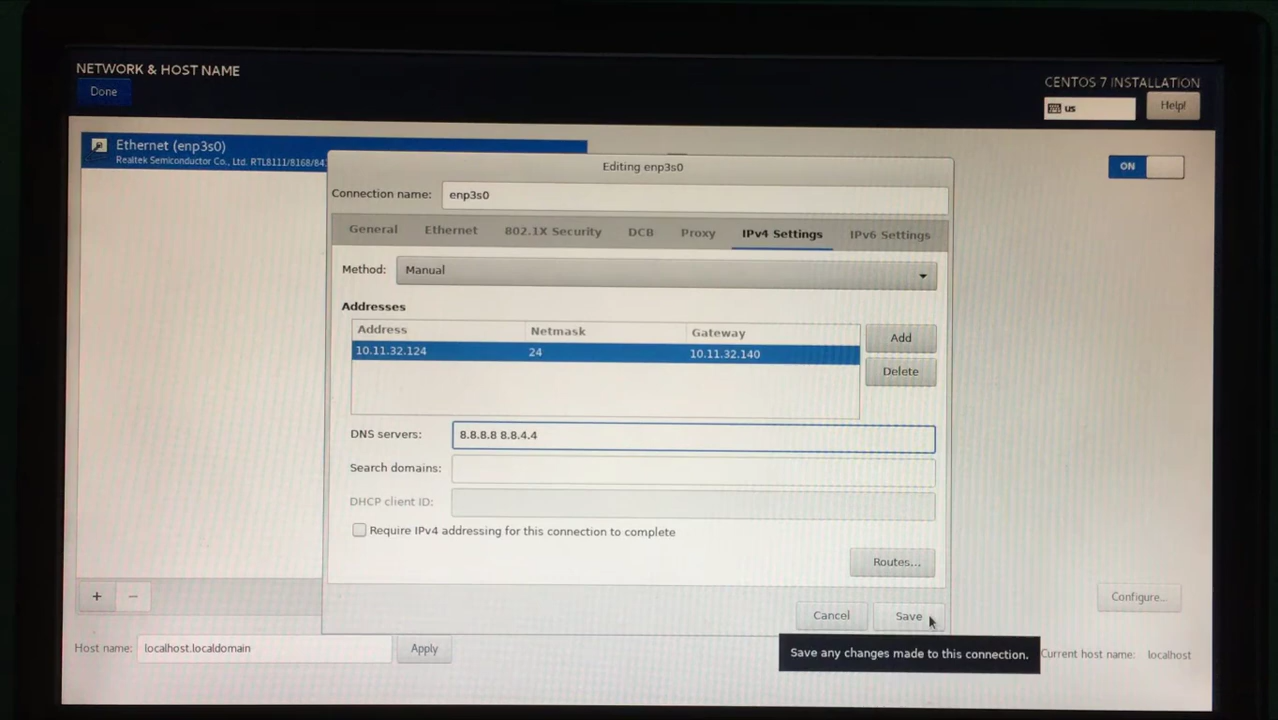 NETWORK & HOST NAME
Done
CENTOS 7 INSTALLATION
us
Help!
Ethernet (enp3s0)
Realtek Semiconductor Co., Ltd. RTL8111/8168/84
ON
Editing enp3s0
Connection name: enp3s0
General Ethernet 802.1X Security DCB Proxy IPv4 Settings IPv6 Settings
Method: Manual
Addresses
Address Netmask Gateway
10.11.32.124 24 10.11.32.140
Add
Delete
DNS servers: 8.8.8.8 8.8.4.4
Search domains:
DHCP client ID:
Require IPv4 addressing for this connection to complete
Routes...
+ −
Configure...
Cancel Save
Host name: localhost.localdomain Apply
Save any changes made to this connection.
Current host name: localhost